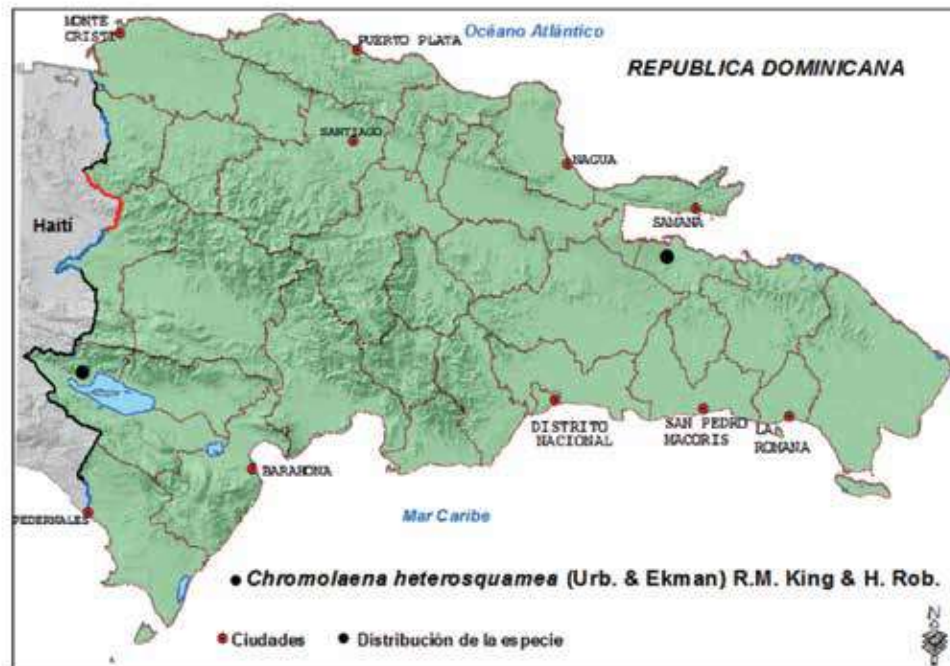 MONTE
CRISTI
PUERTO PLATA
Océano Atlántico
REPUBLICA DOMINICANA
SANTIAGO
NAGUA
SAMANA
Haití
DISTRITO
NACIONAL
SAN PEDRO
MACORIS
LA
ROMANA
BARAHONA
PEDERNALES
Mar Caribe
Chromolaena heterosquamea (Urb. & Ekman) R.M. King & H. Rob.
Ciudades
Distribución de la especie